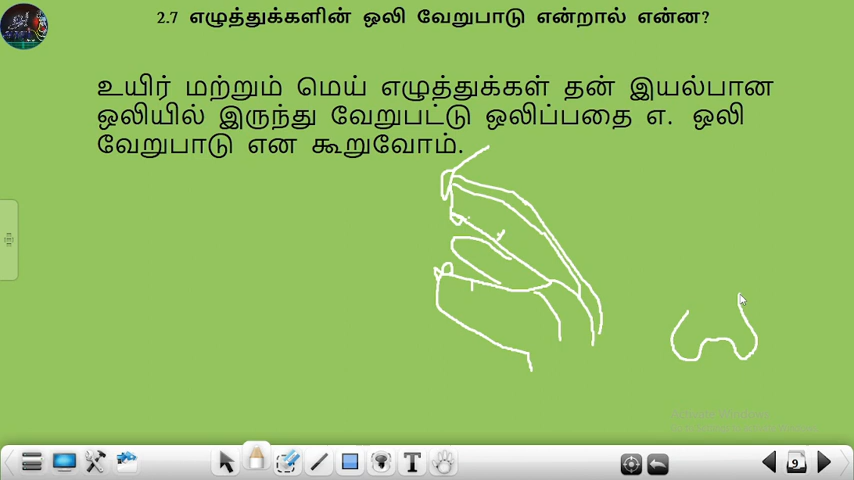 2.7 எழுத்துக்களின் ஒலி வேறுபாடு என்றால் என்ன?
உயிர் மற்றும் மெய் எழுத்துக்கள் தன் இயல்பான
ஒலியில் இருந்து வேறுபட்டு ஒலிப்பதை எ. ஒலி
வேறுபாடு என கூறுவோம்.
9